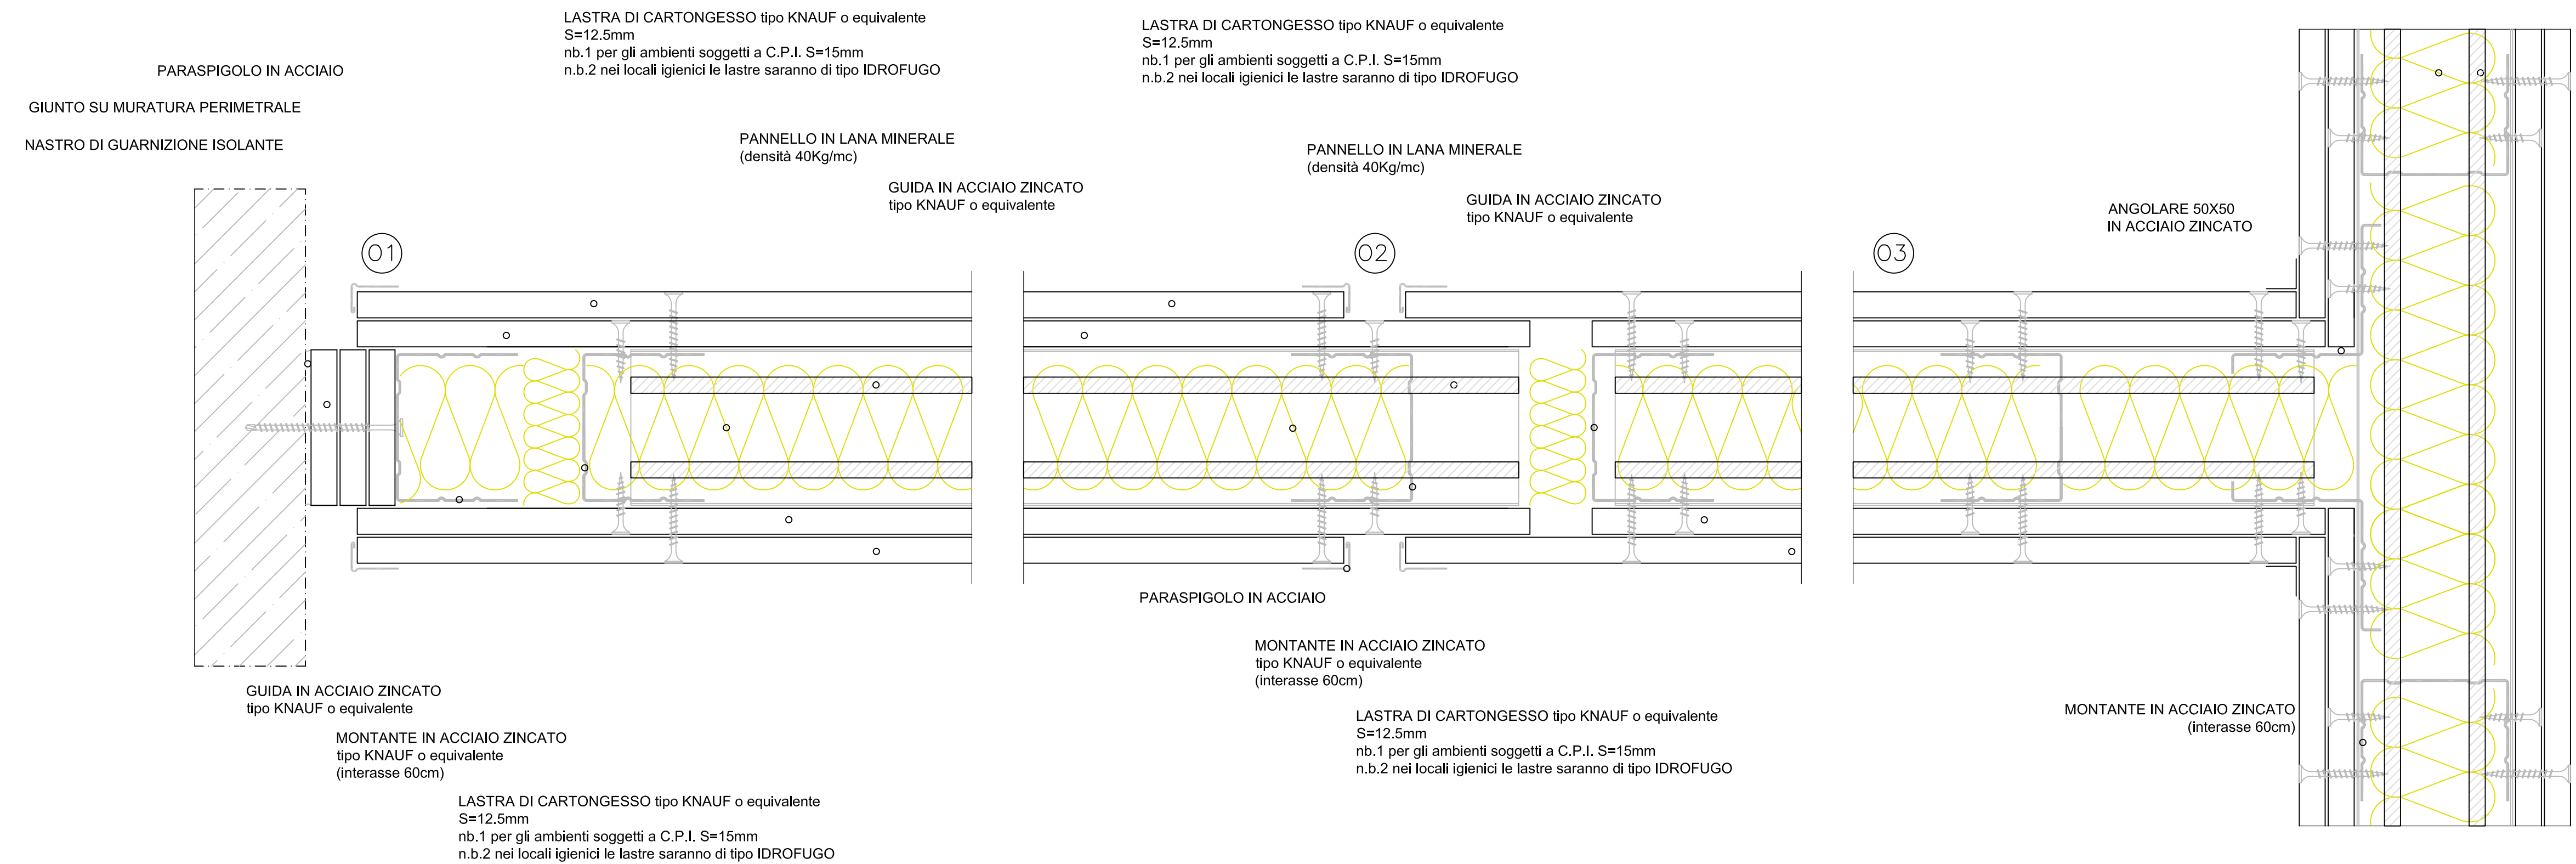 LASTRA DI CARTONGESSO tipo KNAUF o equivalente
S=12.5mm
nb.1 per gli ambienti soggetti a C.P.I. S=15mm
n.b.2 nei locali igienici le lastre saranno di tipo IDROFUGO
LASTRA DI CARTONGESSO tipo KNAUF o equivalente
S=12.5mm
nb.1 per gli ambienti soggetti a C.P.I. S=15mm
n.b.2 nei locali igienici le lastre saranno di tipo IDROFUGO
PARASPIGOLO IN ACCIAIO
GIUNTO SU MURATURA PERIMETRALE
NASTRO DI GUARNIZIONE ISOLANTE
PANNELLO IN LANA MINERALE
(densità 40Kg/mc)
GUIDA IN ACCIAIO ZINCATO
tipo KNAUF o equivalente
PANNELLO IN LANA MINERALE
(densità 40Kg/mc)
GUIDA IN ACCIAIO ZINCATO
tipo KNAUF o equivalente
ANGOLARE 50X50
IN ACCIAIO ZINCATO
01
02
03
PARASPIGOLO IN ACCIAIO
MONTANTE IN ACCIAIO ZINCATO
tipo KNAUF o equivalente
(interasse 60cm)
LASTRA DI CARTONGESSO tipo KNAUF o equivalente
S=12.5mm
nb.1 per gli ambienti soggetti a C.P.I. S=15mm
n.b.2 nei locali igienici le lastre saranno di tipo IDROFUGO
MONTANTE IN ACCIAIO ZINCATO
(interasse 60cm)
GUIDA IN ACCIAIO ZINCATO
tipo KNAUF o equivalente
MONTANTE IN ACCIAIO ZINCATO
tipo KNAUF o equivalente
(interasse 60cm)
LASTRA DI CARTONGESSO tipo KNAUF o equivalente
S=12.5mm
nb.1 per gli ambienti soggetti a C.P.I. S=15mm
n.b.2 nei locali igienici le lastre saranno di tipo IDROFUGO